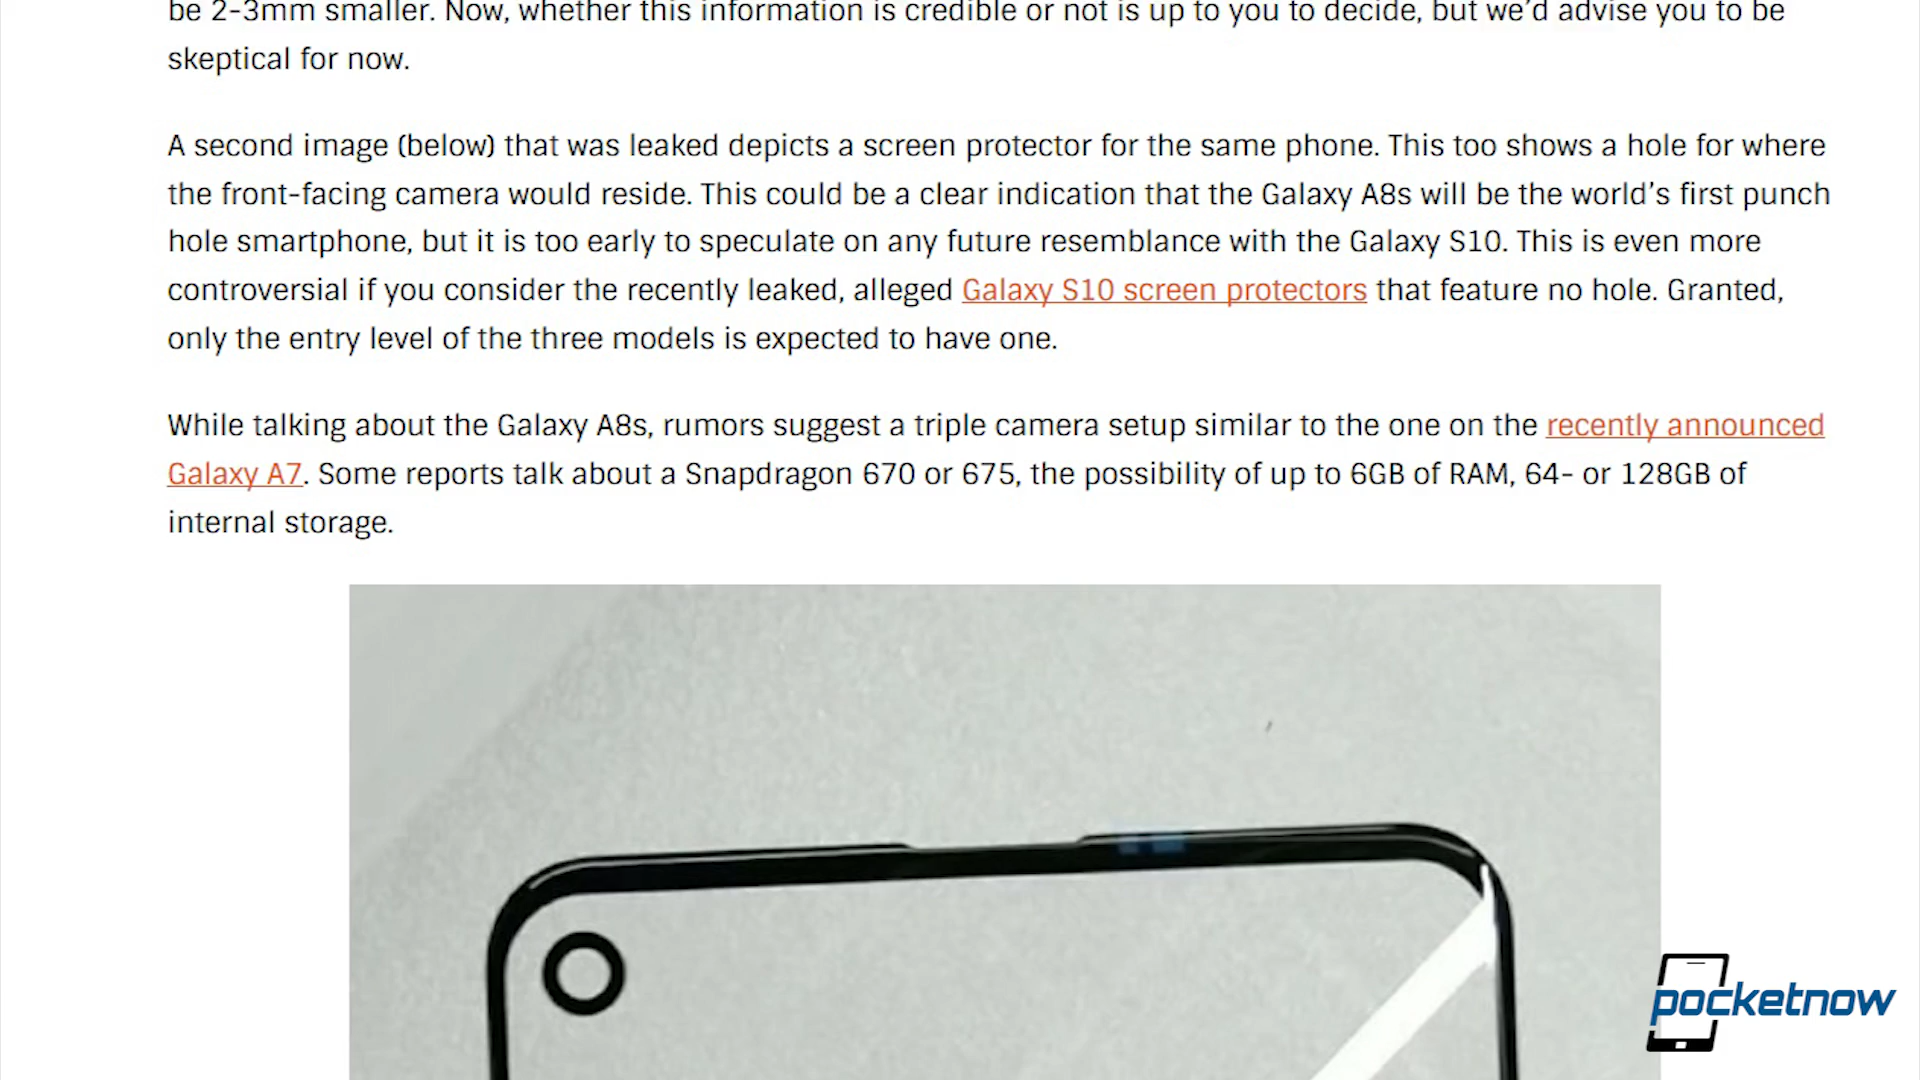 be 2-3mm smaller. Now, whether this information is credible or not is up to you to decide, but we'd advise you to be
skeptical for now.
A second image (below) that was leaked depicts a screen protector for the same phone. This too shows a hole for where
the front-facing camera would reside. This could be a clear indication that the Galaxy A8s will be the world's first punch
hole smartphone, but it is too early to speculate on any future resemblance with the Galaxy S10. This is even more
controversial if you consider the recently leaked, alleged Galaxy S10 screen protectors that feature no hole. Granted,
only the entry level of the three models is expected to have one.
While talking about the Galaxy A8s, rumors suggest a triple camera setup similar to the one on the recently announced
Galaxy A7. Some reports talk about a Snapdragon 670 or 675, the possibility of up to 6GB of RAM, 64- or 128GB of
internal storage.
pocketnow